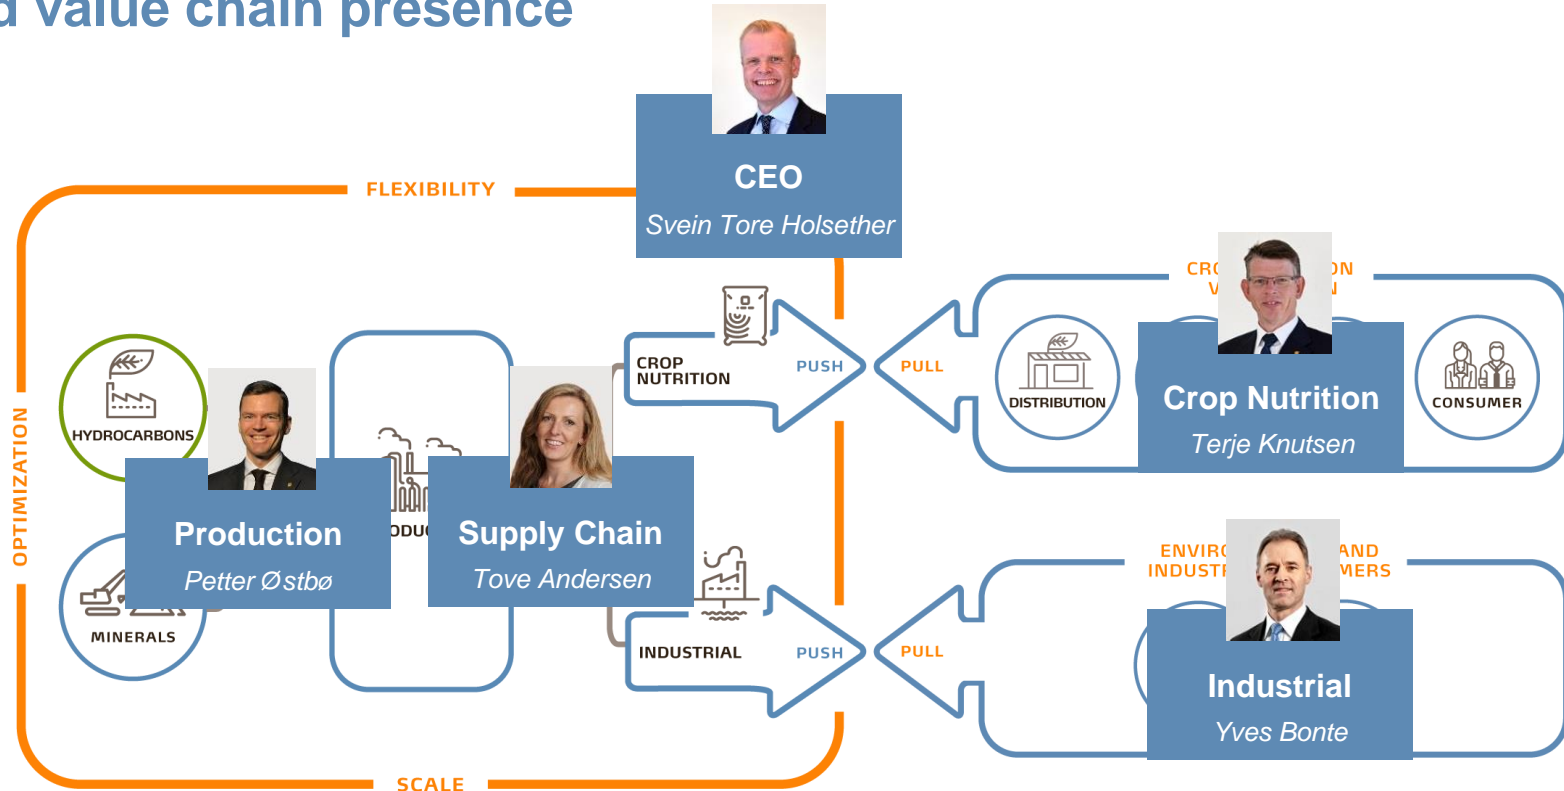 value chain presence
CEO
Svein Tore Holsether
FLEXIBILITY
OPTIMIZATION
SCALE
HYDROCARBONS
MINERALS
Production
Petter Østbø
Supply Chain
Tove Andersen
CROP
NUTRITION
PUSH
PULL
INDUSTRIAL
PUSH
PULL
DISTRIBUTION
Crop Nutrition
Terje Knutsen
CONSUMER
AND
Industrial
Yves Bonte